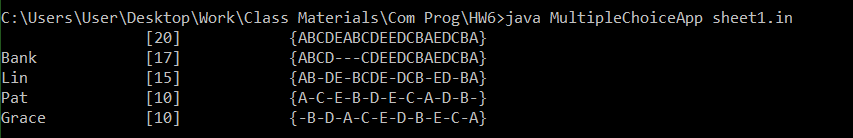 C:\Users\User\Desktop\Work\Class Materials\Com Prog\HW6>java MultipleChoiceApp sheet1.in
[20] {ABCDEABCDEEDCBAEDCBA}
Bank [17] {ABCD---CDEEDCBAEDCBA}
Lin [15] {AB-DE-BCDE-DCB-ED-BA}
Pat [10] {A-C-E-B-D-E-C-A-D-B-}
Grace [10] {-B-D-A-C-E-D-B-E-C-A}